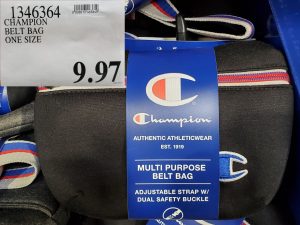 1346364
CHAMPION
BELT BAG
ONE SIZE
9.97
Champion
AUTHENTIC ATHLETICWEAR
EST. 1919
MULTI PURPOSE
BELT BAG
ADJUSTABLE STRAP W/
DUAL SAFETY BUCKLE